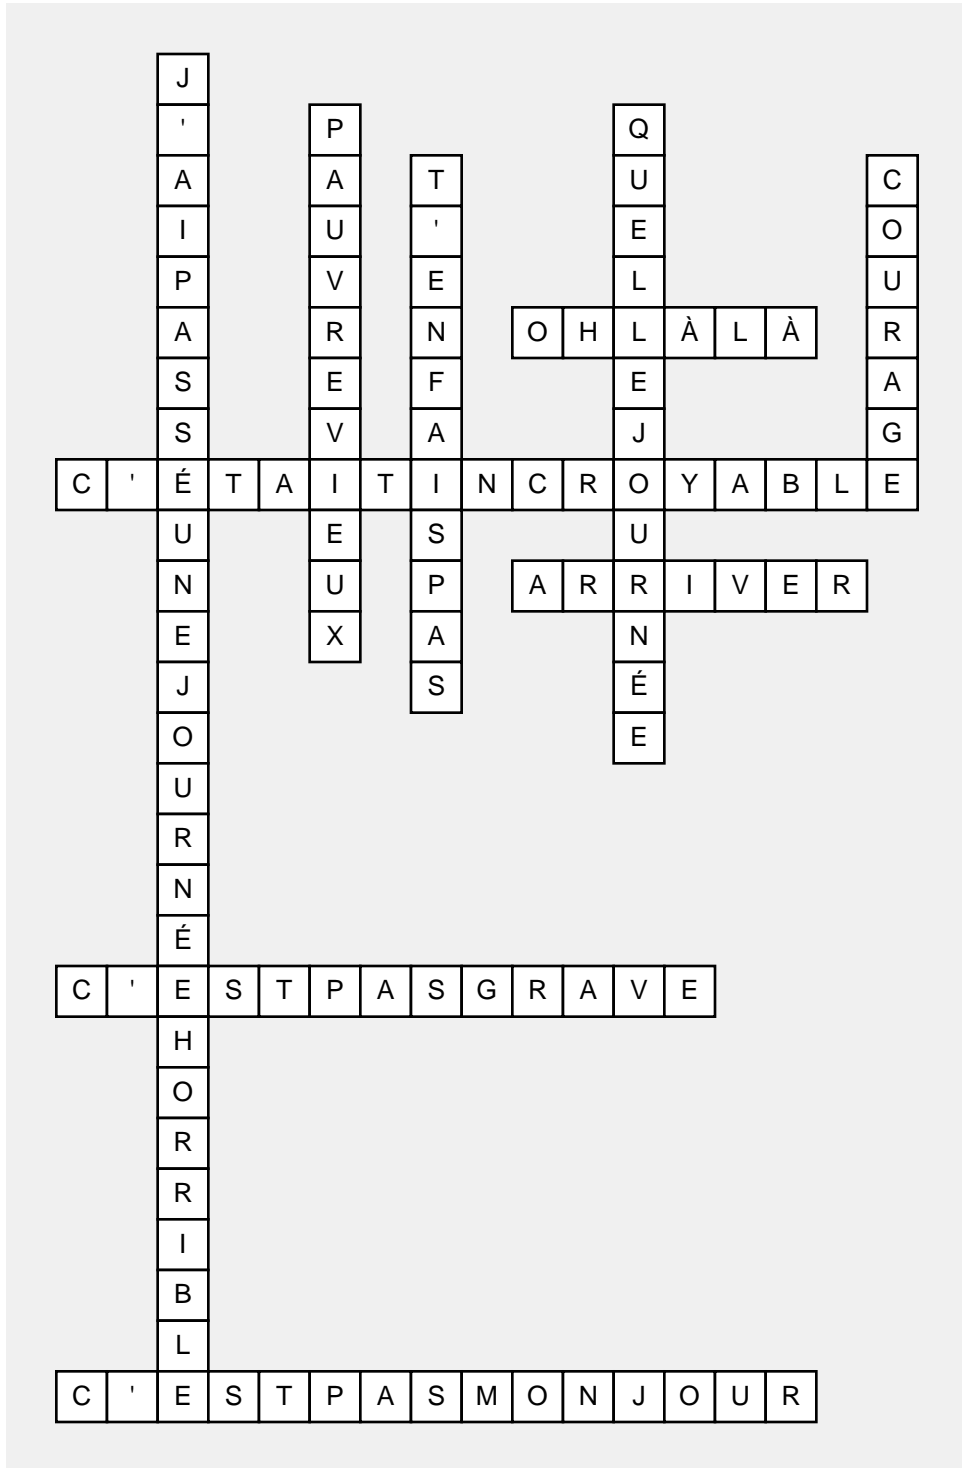 J'AIPASSÉUNEJOURNÉEHORRIBLE
PAUVREVIEUX
QUELLEJOURNÉE
T'ENFAISPAS
COURAGE
OHLÀLÀ
C'ÉTAITINCROYABLE
ARRIVER
C'ESTPASGRAVE
C'ESTPASMONJOUR